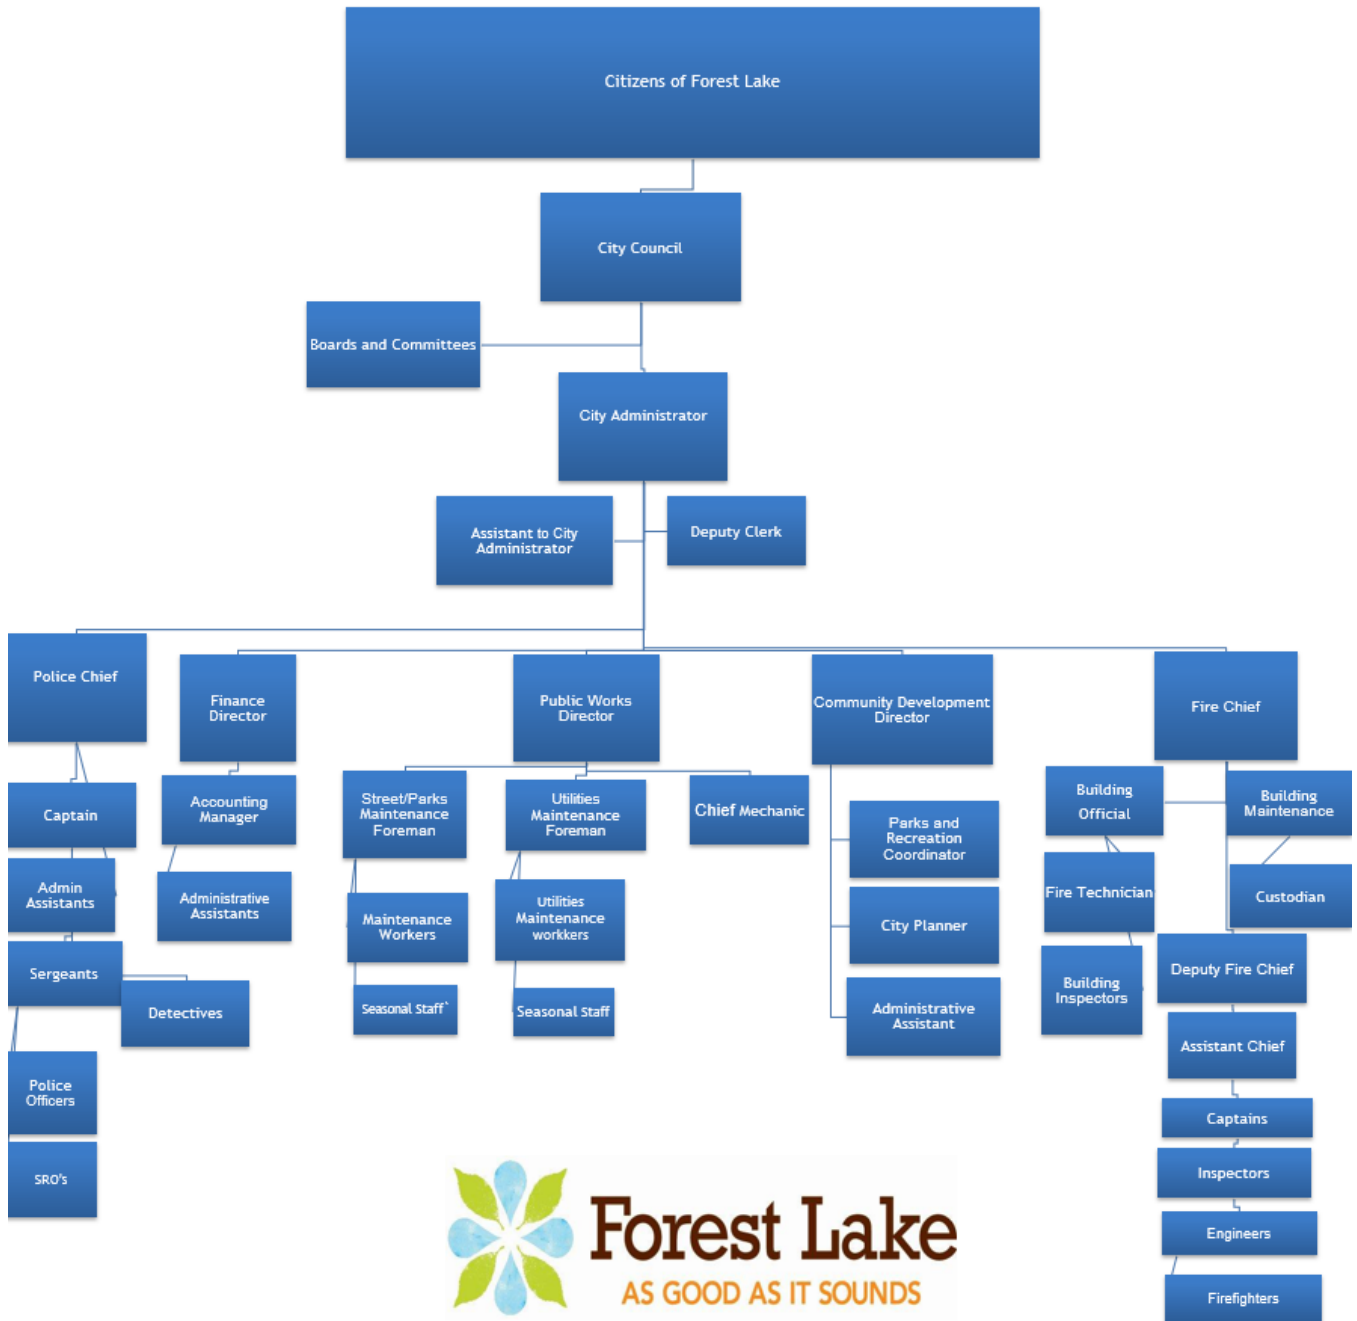 Citizens of Forest Lake
City Council
Boards and Committees
City Administrator
Assistant to City
Administrator
Deputy Clerk
Police Chief
Finance
Director
Public Works
Director
Community Development
Director
Fire Chief
Captain
Accounting
Manager
Street/Parks
Maintenance
Foreman
Utilities
Maintenance
Foreman
Chief Mechanic
Parks and
Recreation
Coordinator
Building
Official
Building
Maintenance
Admin
Assistants
Administrative
Assistants
Maintenance
Workers
Utilities
Maintenance
workkers
City Planner
Fire Technician
Custodian
Sergeants
Detectives
Seasonal Staff`
Seasonal Staff
Administrative
Assistant
Building
Inspectors
Deputy Fire Chief
Assistant Chief
Police
Officers
Captains
SRO's
Inspectors
Engineers
Firefighters
Forest Lake
AS GOOD AS IT SOUNDS